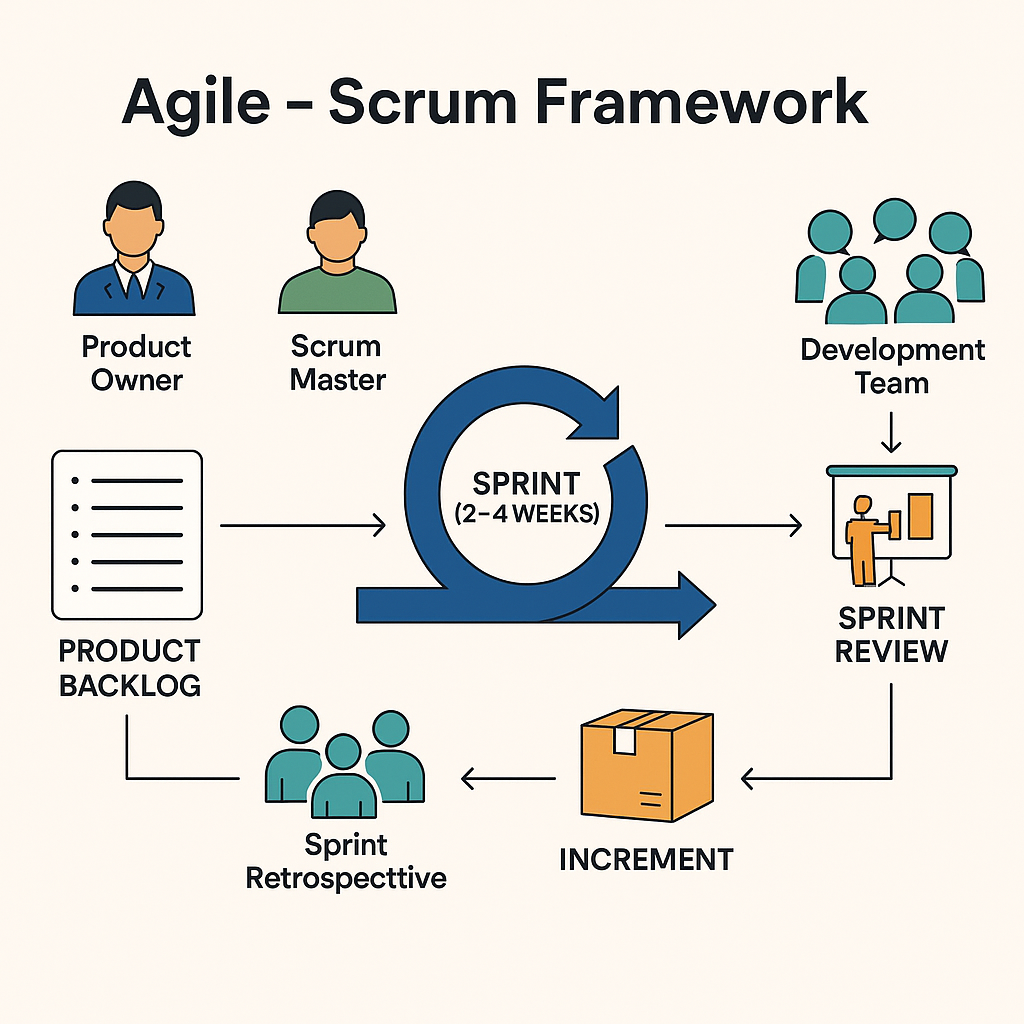 Agile – Scrum Framework
Product
Owner
Scrum
Master
Development
Team
SPRINT
(2–4 WEEKS)
PRODUCT
BACKLOG
SPRINT
REVIEW
Sprint
Retrospecttive
INCREMENT